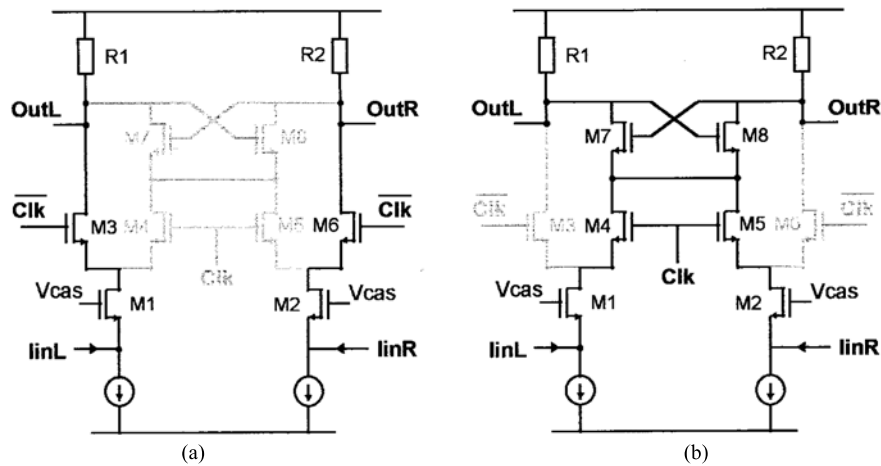 R1 R2 R1 R2
OutL OutR OutL OutR
M7 M8 M7 M8
Clk M3 M4 M5 M6 Clk Clk M3 M4 M5 M6 Clk
Clk Clk
Vcas M1 M2 Vcas Vcas M1 M2 Vcas
IinL IinR IinL IinR
(a) (b)